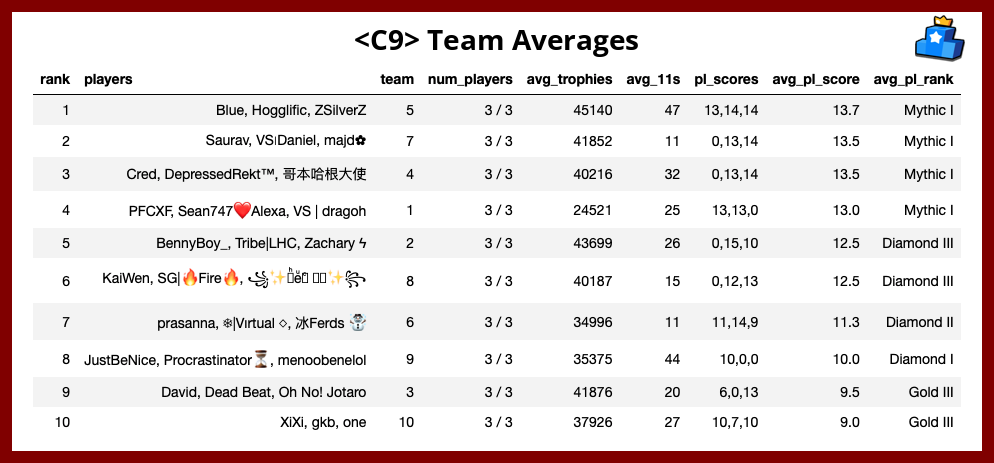 <C9> Team Averages
rank players team num_players avg_trophies avg_11s pl_scores avg_pl_score avg_pl_rank
1 Blue, Hogglific, ZSilverZ 5 3 / 3 45140 47 13,14,14 13.7 Mythic I
2 Saurav, VS|Daniel, majd✿ 7 3 / 3 41852 11 0,13,14 13.5 Mythic I
3 Cred, DepressedRekt™, 哥本哈根大使 4 3 / 3 40216 32 0,13,14 13.5 Mythic I
4 PFCXF, Sean747❤️Alexa, VS | dragoh 1 3 / 3 24521 25 13,13,0 13.0 Mythic I
5 BennyBoy_, Tribe|LHC, Zachary ϟ 2 3 / 3 43699 26 0,15,10 12.5 Diamond III
6 KaiWen, SG|🔥Fire🔥, ꧁✨ ✨꧂ 8 3 / 3 40187 15 0,12,13 12.5 Diamond III
7 prasanna, ❄|Vırtual ⟡, 冰Ferds ☃️ 6 3 / 3 34996 11 11,14,9 11.3 Diamond II
8 JustBeNice, Procrastinator⏳, menoobenelol 9 3 / 3 35375 44 10,0,0 10.0 Diamond I
9 David, Dead Beat, Oh No! Jotaro 3 3 / 3 41876 20 6,0,13 9.5 Gold III
10 XiXi, gkb, one 10 3 / 3 37926 27 10,7,10 9.0 Gold III